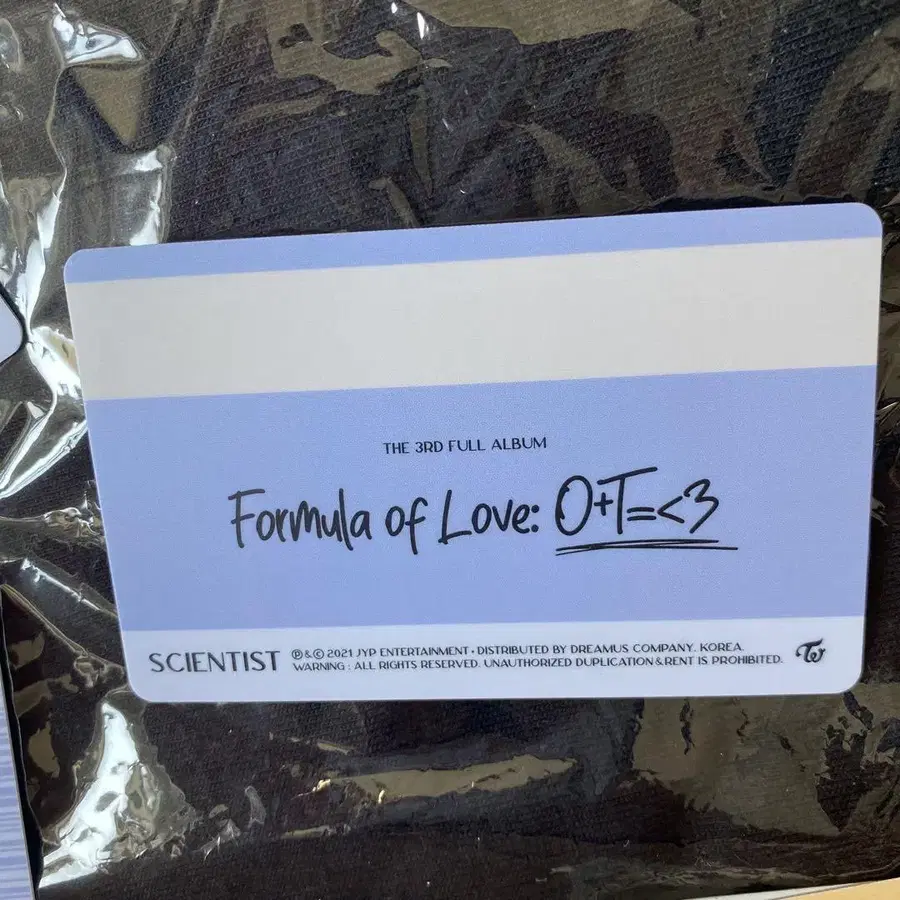 THE 3RD FULL ALBUM
Formula of Love: O+T=<3
SCIENTIST
℗&© 2021 JYP ENTERTAINMENT • DISTRIBUTED BY DREAMUS COMPANY. KOREA.
WARNING : ALL RIGHTS RESERVED. UNAUTHORIZED DUPLICATION & RENT IS PROHIBITED.